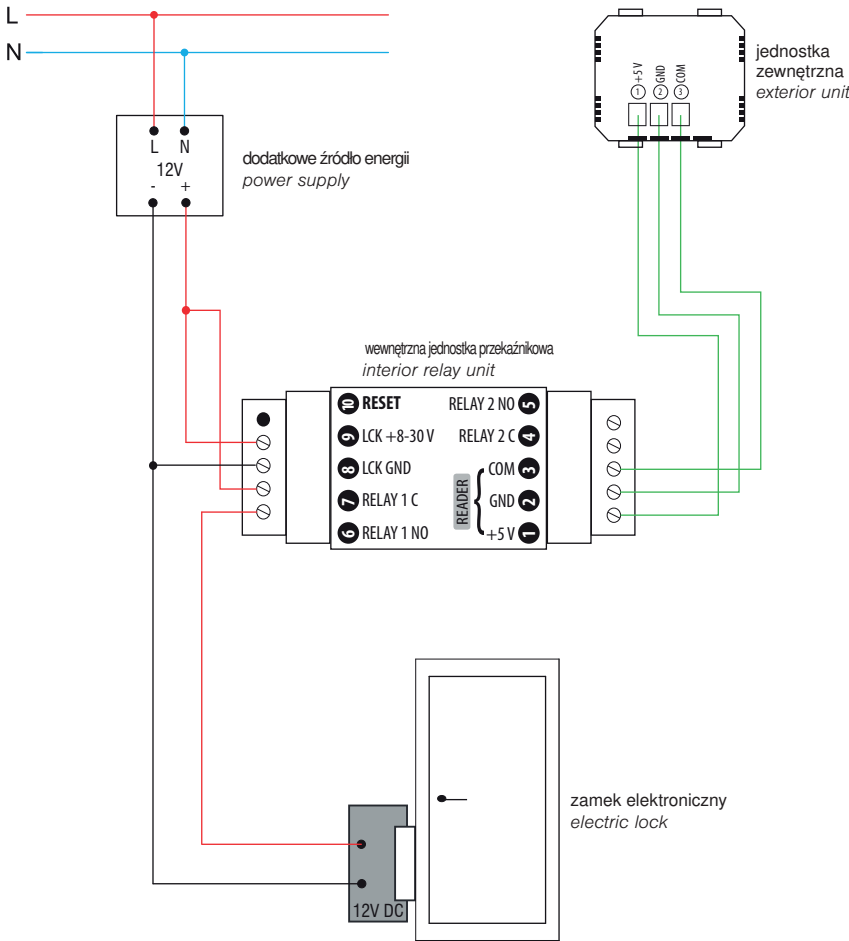 L
N
L N
12V
- +
dodatkowe źródło energii
power supply
+5 V
GND
COM
1
2
3
jednostka
zewnętrzna
exterior unit
wewnętrzna jednostka przekaźnikowa
interior relay unit
10 RESET
9 LCK +8-30 V
8 LCK GND
7 RELAY 1 C
6 RELAY 1 NO
RELAY 2 NO 5
RELAY 2 C 4
READER
COM 3
GND 2
+5 V 1
12V DC
zamek elektroniczny
electric lock